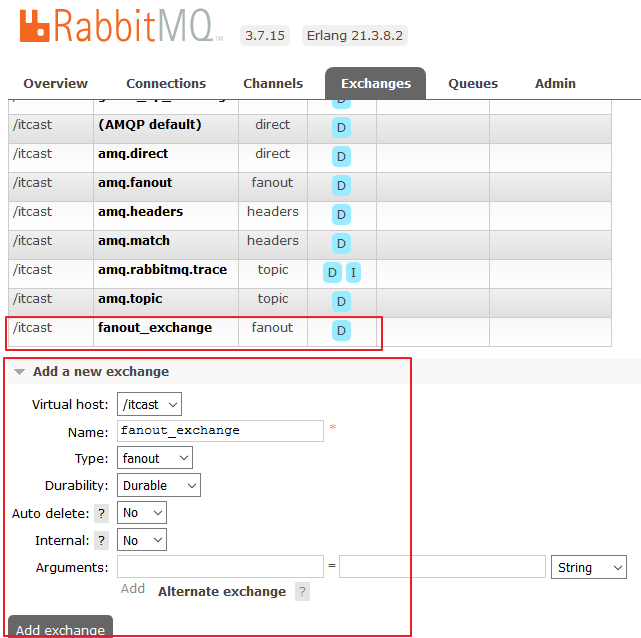 RabbitMQ TM 3.7.15 Erlang 21.3.8.2
Overview Connections Channels Exchanges Queues Admin
D
/itcast (AMQP default) direct D
/itcast amq.direct direct D
/itcast amq.fanout fanout D
/itcast amq.headers headers D
/itcast amq.match headers D
/itcast amq.rabbitmq.trace topic D I
/itcast amq.topic topic D
/itcast fanout_exchange fanout D
Add a new exchange
Virtual host: /itcast
Name: fanout_exchange *
Type: fanout
Durability: Durable
Auto delete: ? No
Internal: ? No
Arguments: = String
Add Alternate exchange ?
Add exchange